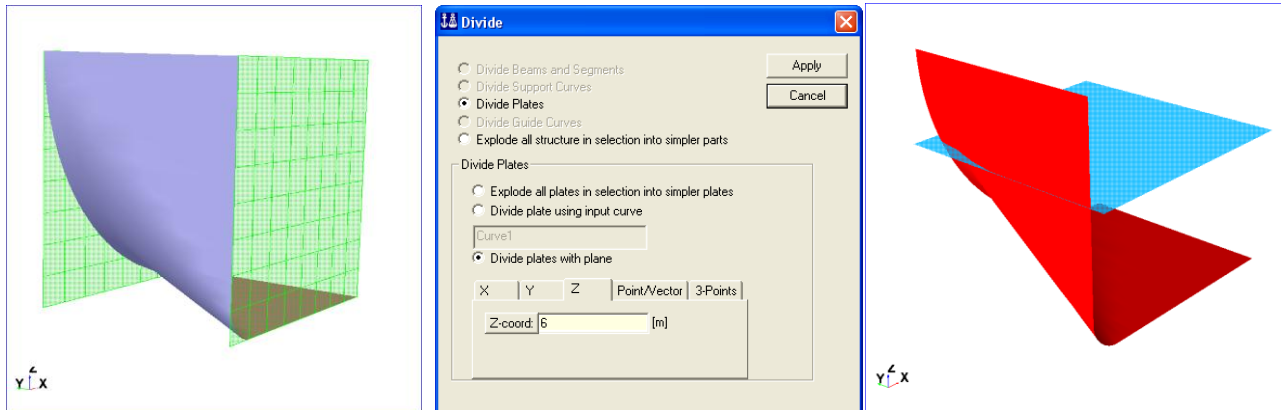 Z
Y X
Divide
Divide Beams and Segments
Divide Support Curves
Divide Plates
Divide Guide Curves
Explode all structure in selection into simpler parts
Apply
Cancel
Divide Plates
Explode all plates in selection into simpler plates
Divide plate using input curve
Curve1
Divide plates with plane
X Y Z Point/Vector 3-Points
Z-coord: 6 [m]
Z
Y X